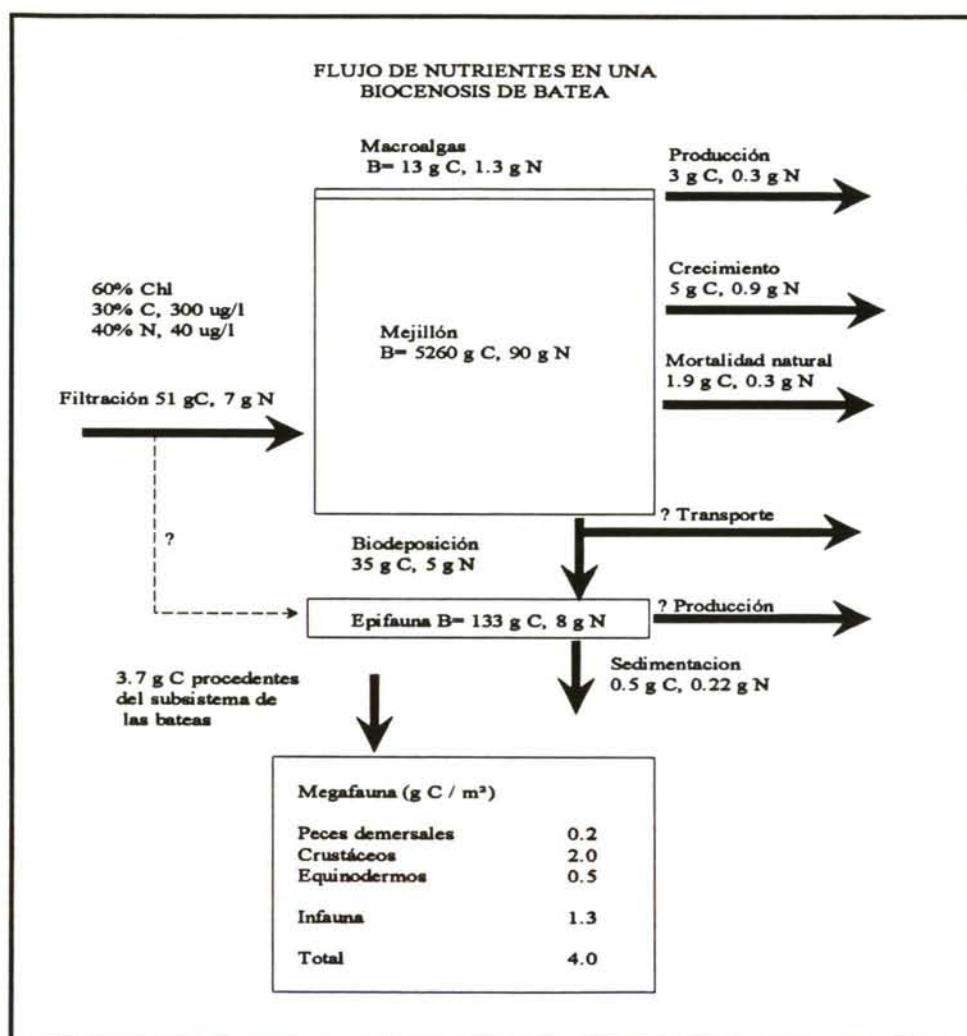 FLUJO DE NUTRIENTES EN UNA
BIOCENOSIS DE BATEA
Macroalgas
B= 13 g C, 1.3 g N
Producción
3 g C, 0.3 g N
60% Chl
30% C, 300 ug/l
40% N, 40 ug/l
Crecimiento
5 g C, 0.9 g N
Mejillón
B= 5260 g C, 90 g N
Mortalidad natural
1.9 g C, 0.3 g N
Filtración 51 gC, 7 g N
?
? Transporte
Biodeposición
35 g C, 5 g N
Epifauna B= 133 g C, 8 g N
? Producción
Sedimentacion
0.5 g C, 0.22 g N
3.7 g C procedentes
del subsistema de
las bateas
Megafauna (g C / m²)
Peces demersales 0.2
Crustáceos 2.0
Equinodermos 0.5
Infauna 1.3
Total 4.0